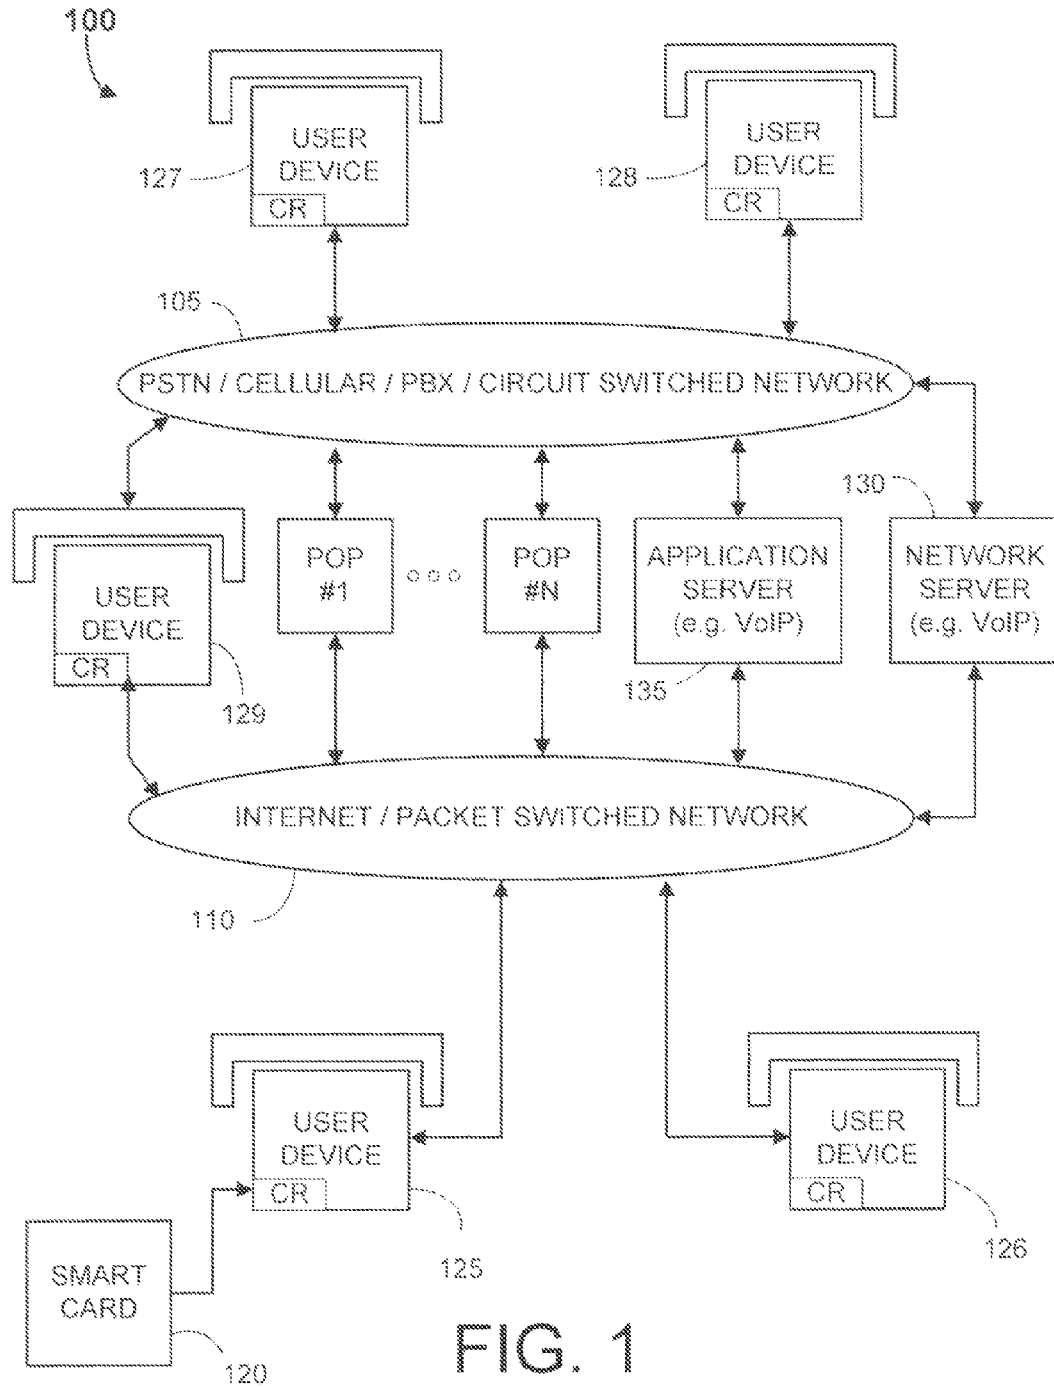 100
USER
DEVICE
CR
127
USER
DEVICE
CR
128
105
PSTN / CELLULAR / PBX / CIRCUIT SWITCHED NETWORK
130
USER
DEVICE
CR
129
POP
#1
POP
#N
APPLICATION
SERVER
(e.g. VoIP)
135
NETWORK
SERVER
(e.g. VoIP)
INTERNET / PACKET SWITCHED NETWORK
110
USER
DEVICE
CR
125
USER
DEVICE
CR
126
SMART
CARD
120
FIG. 1